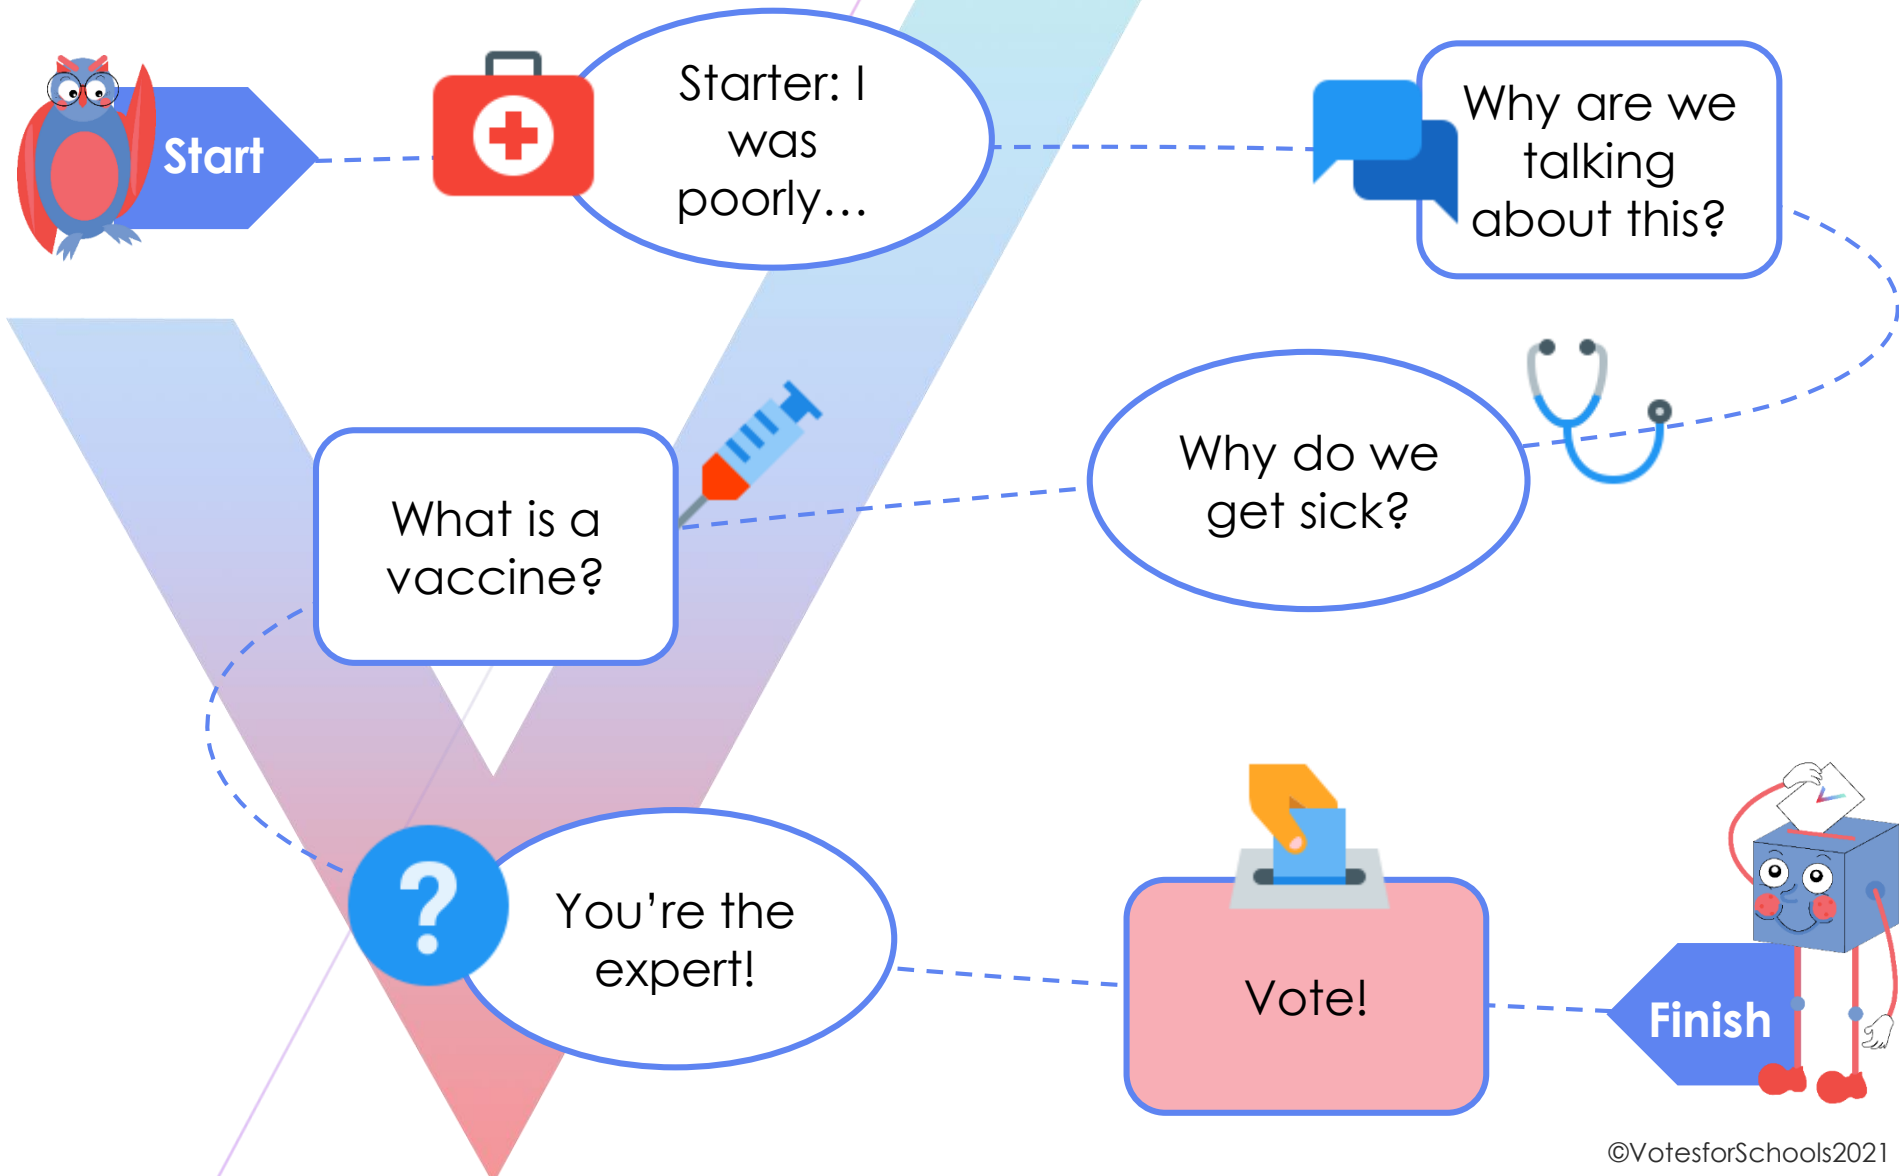 Start
Starter: I
was
poorly…
Why are we
talking
about this?
Why do we
get sick?
What is a
vaccine?
You’re the
expert!
Vote!
Finish
©VotesforSchools2021